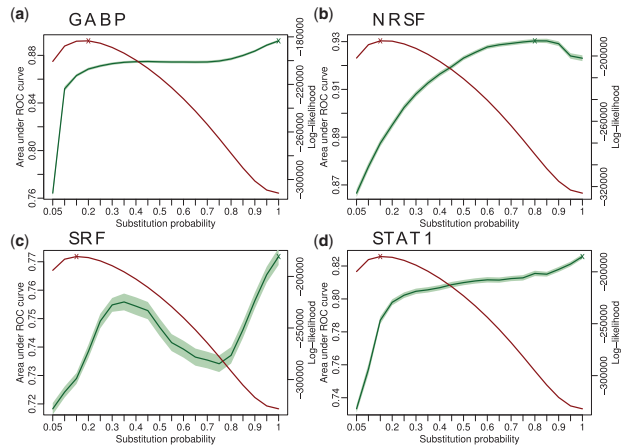 (a) GABP
Area under ROC curve
0.76 0.80 0.84 0.88
−300000 −260000 −220000 −180000
Log−likelihood
0.05 0.2 0.3 0.4 0.5 0.6 0.7 0.8 0.9 1
Substitution probability
(b) NRSF
Area under ROC curve
0.87 0.89 0.91 0.93
−320000 −260000 −200000
Log−likelihood
0.05 0.2 0.3 0.4 0.5 0.6 0.7 0.8 0.9 1
Substitution probability
(c) SRF
Area under ROC curve
0.72 0.73 0.74 0.75 0.76 0.77
−300000 −250000 −200000
Log−likelihood
0.05 0.2 0.3 0.4 0.5 0.6 0.7 0.8 0.9 1
Substitution probability
(d) STAT1
Area under ROC curve
0.74 0.76 0.78 0.80 0.82
−300000 −250000 −200000
Log−likelihood
0.05 0.2 0.3 0.4 0.5 0.6 0.7 0.8 0.9 1
Substitution probability